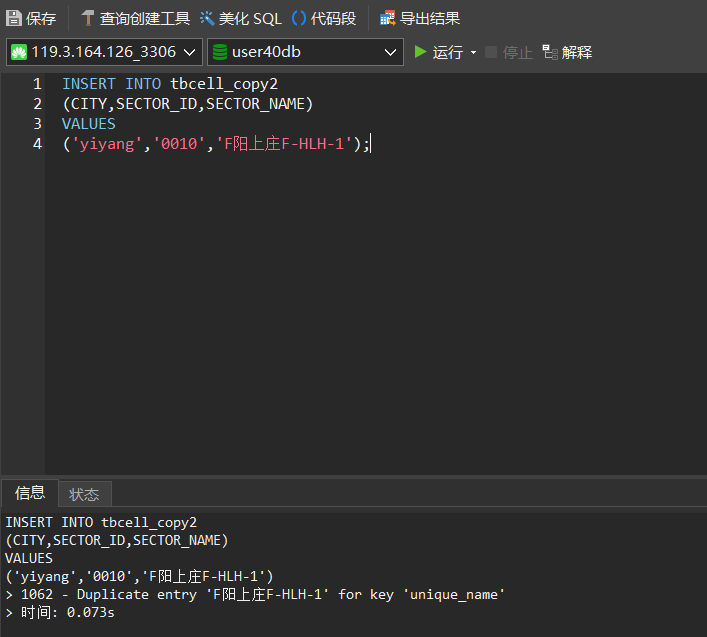 保存 查询创建工具 美化 SQL () 代码段 导出结果
119.3.164.126_3306 user40db 运行 停止 解释
1 INSERT INTO tbcell_copy2
2 (CITY,SECTOR_ID,SECTOR_NAME)
3 VALUES
4 ('yiyang','0010','F阳上庄F-HLH-1');
信息 状态
INSERT INTO tbcell_copy2
(CITY,SECTOR_ID,SECTOR_NAME)
VALUES
('yiyang','0010','F阳上庄F-HLH-1')
> 1062 - Duplicate entry 'F阳上庄F-HLH-1' for key 'unique_name'
> 时间: 0.073s